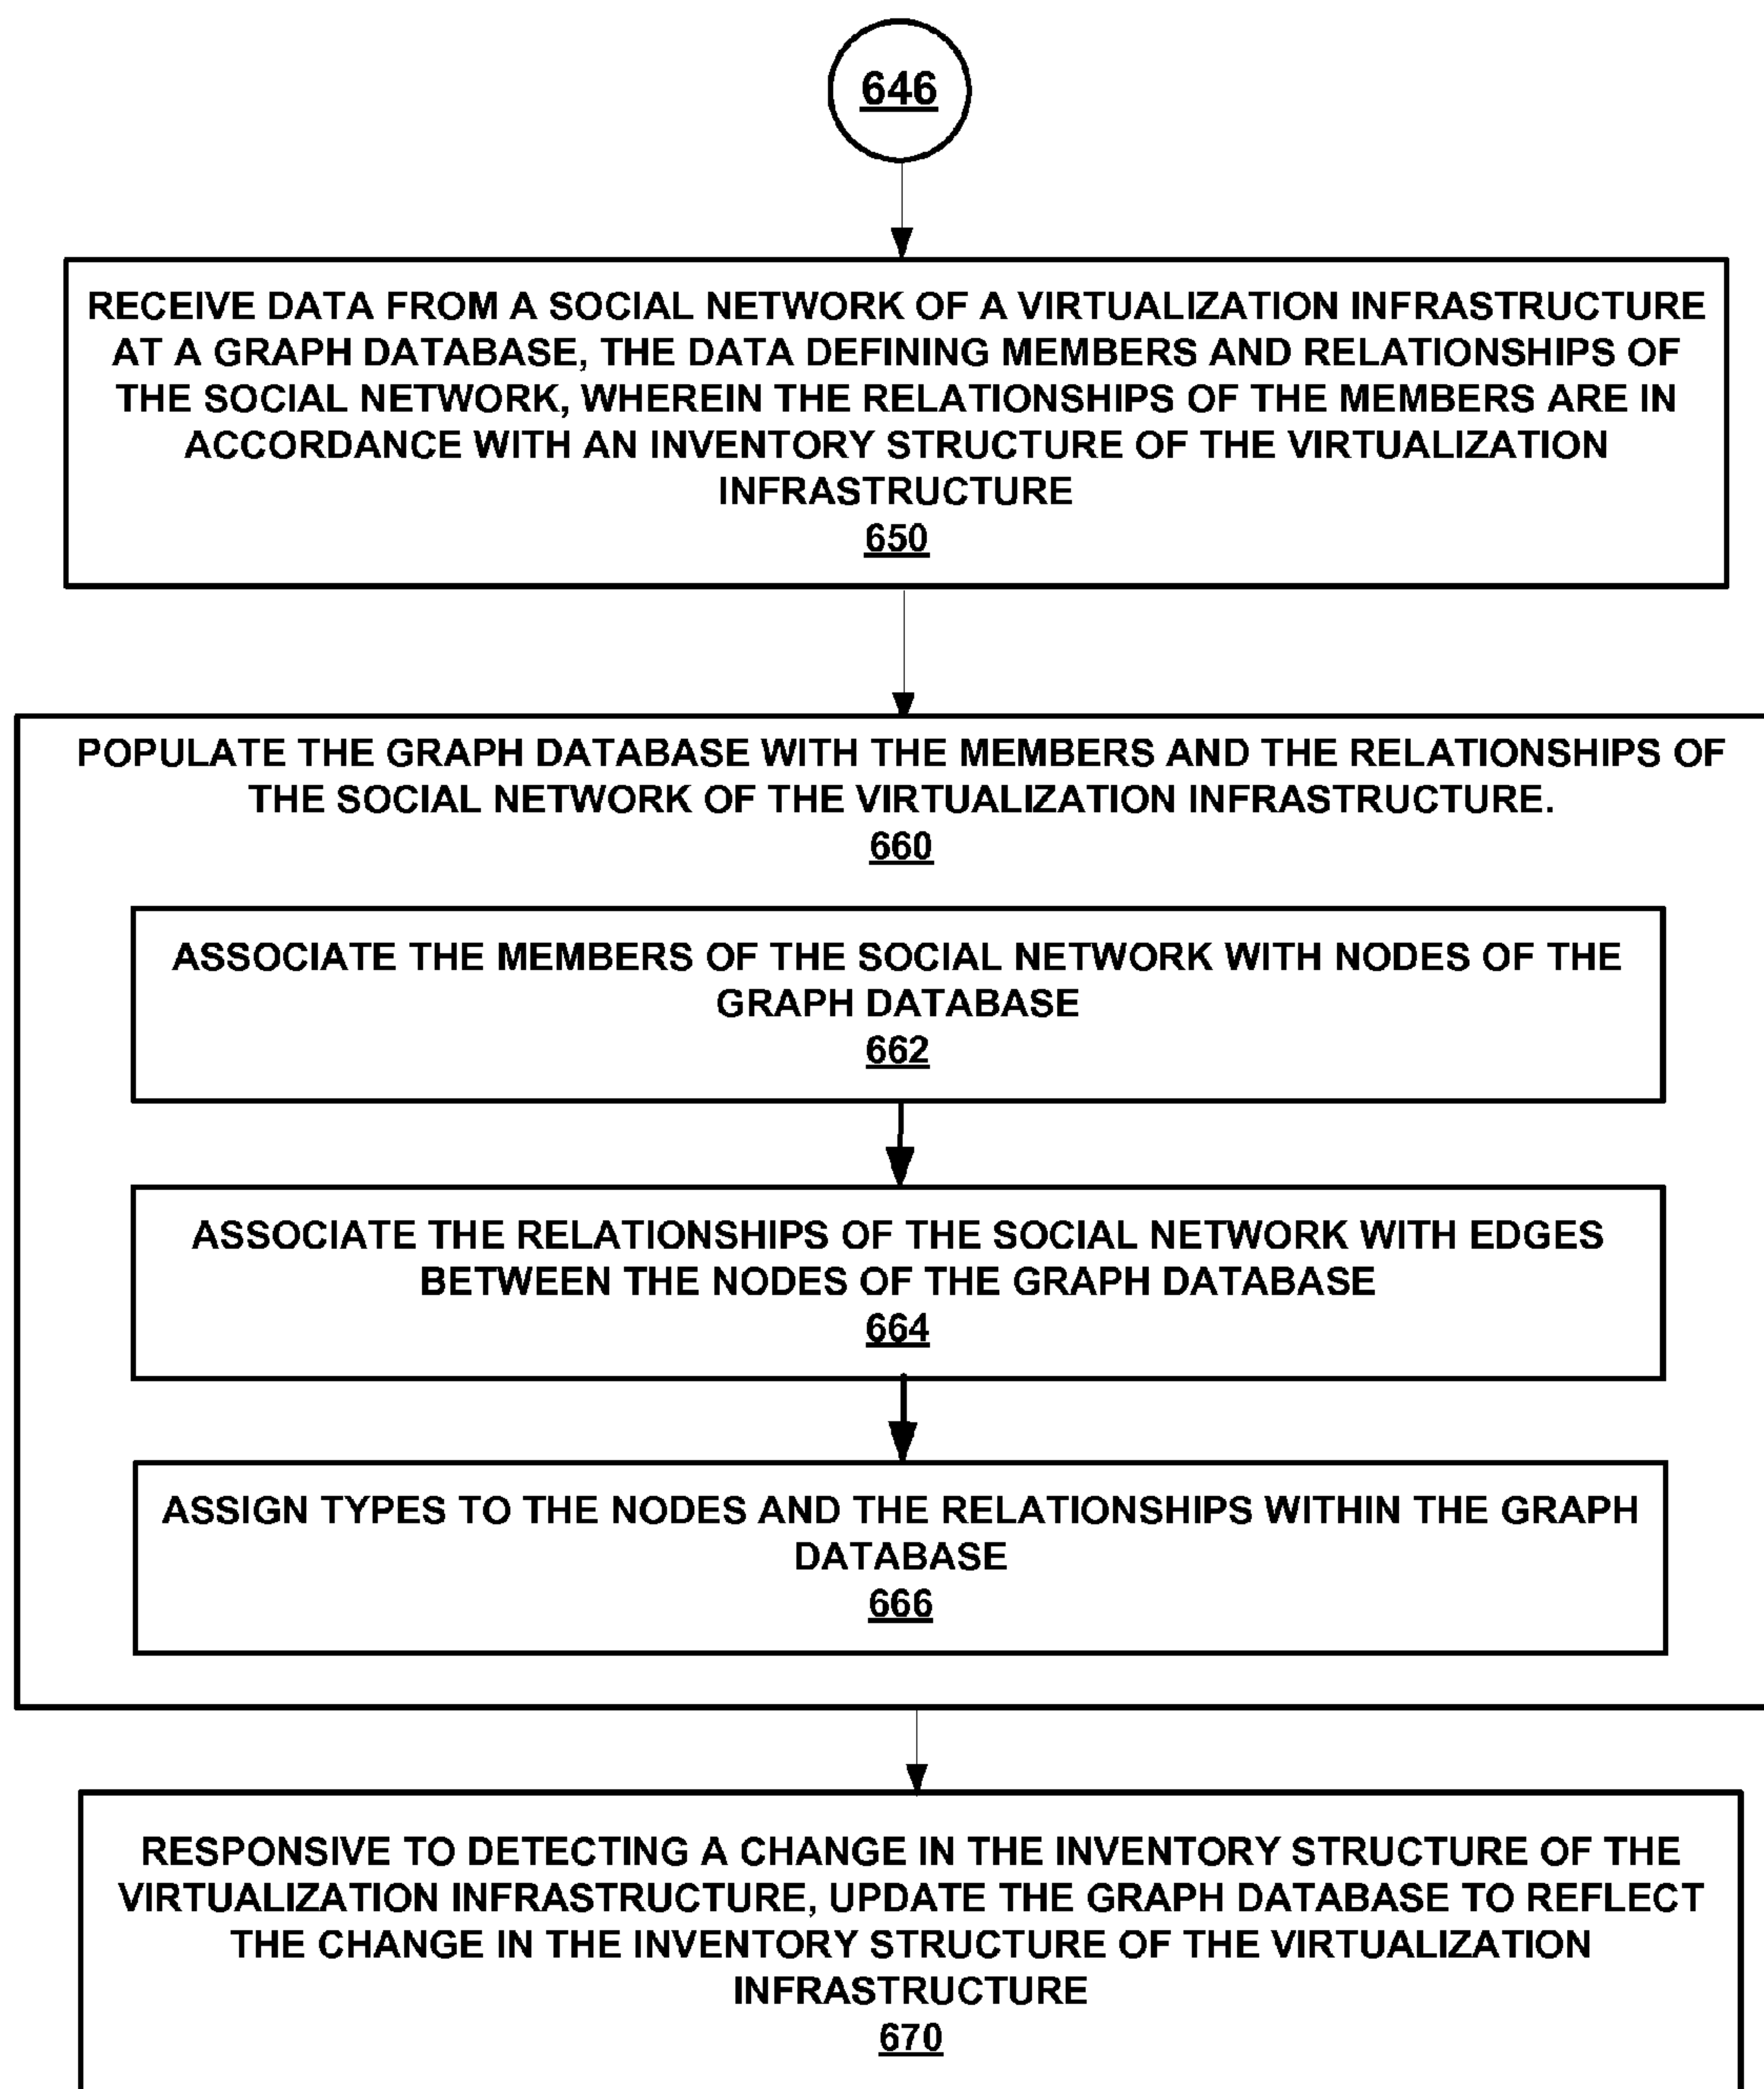 646
RECEIVE DATA FROM A SOCIAL NETWORK OF A VIRTUALIZATION INFRASTRUCTURE
AT A GRAPH DATABASE, THE DATA DEFINING MEMBERS AND RELATIONSHIPS OF
THE SOCIAL NETWORK, WHEREIN THE RELATIONSHIPS OF THE MEMBERS ARE IN
ACCORDANCE WITH AN INVENTORY STRUCTURE OF THE VIRTUALIZATION
INFRASTRUCTURE
650
POPULATE THE GRAPH DATABASE WITH THE MEMBERS AND THE RELATIONSHIPS OF
THE SOCIAL NETWORK OF THE VIRTUALIZATION INFRASTRUCTURE.
660
ASSOCIATE THE MEMBERS OF THE SOCIAL NETWORK WITH NODES OF THE
GRAPH DATABASE
662
ASSOCIATE THE RELATIONSHIPS OF THE SOCIAL NETWORK WITH EDGES
BETWEEN THE NODES OF THE GRAPH DATABASE
664
ASSIGN TYPES TO THE NODES AND THE RELATIONSHIPS WITHIN THE GRAPH
DATABASE
666
RESPONSIVE TO DETECTING A CHANGE IN THE INVENTORY STRUCTURE OF THE
VIRTUALIZATION INFRASTRUCTURE, UPDATE THE GRAPH DATABASE TO REFLECT
THE CHANGE IN THE INVENTORY STRUCTURE OF THE VIRTUALIZATION
INFRASTRUCTURE
670